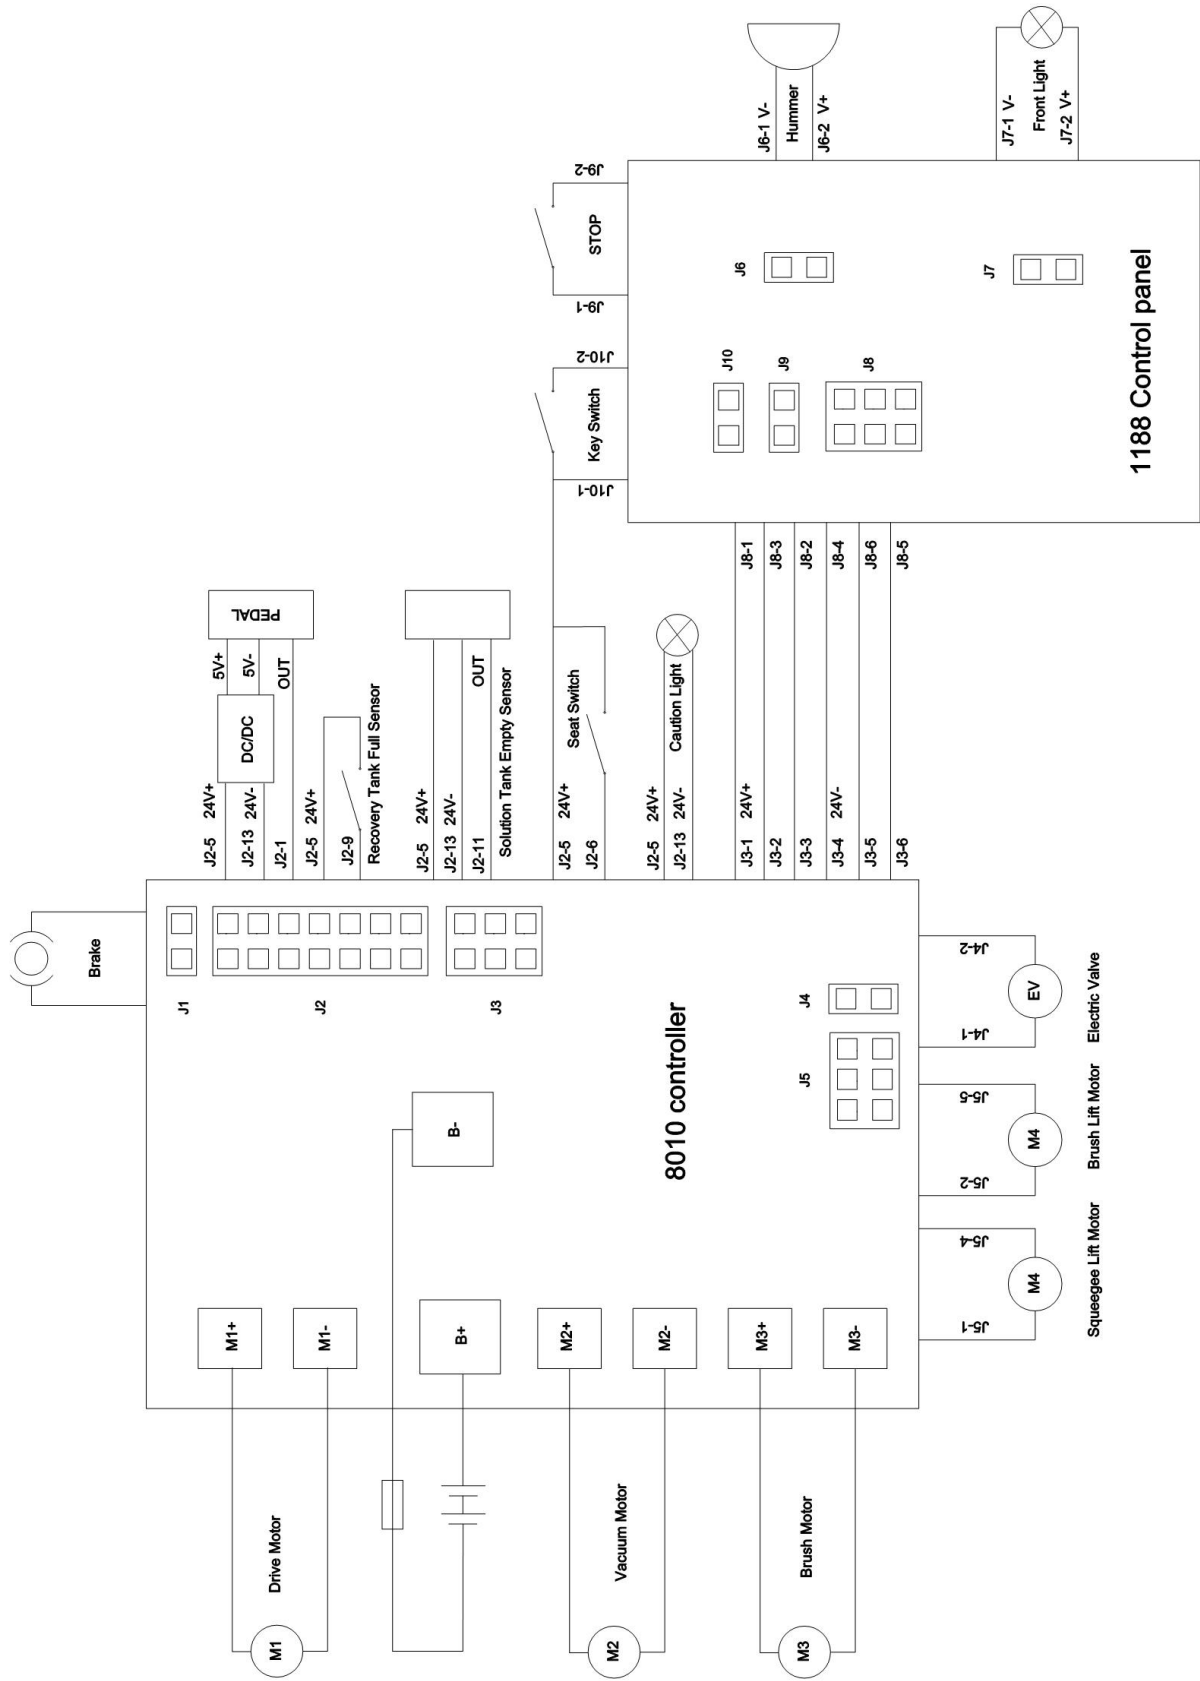 Brake
J1
J2
J3
J4
J5
8010 controller
M1+
M1-
B+
B-
M2+
M2-
M3+
M3-
Drive Motor
M1
Vacuum Motor
M2
Brush Motor
M3
J2-5 24V+
J2-13 24V-
J2-1
DC/DC
5V+
5V-
OUT
PEDAL
J2-5 24V+
J2-9
Recovery Tank Full Sensor
J2-5 24V+
J2-13 24V-
J2-11
OUT
Solution Tank Empty Sensor
J2-5 24V+
J2-6
Seat Switch
J2-5 24V+
J2-13 24V-
Caution Light
J3-1 24V+
J3-2
J3-3
J3-4 24V-
J3-5
J3-6
J8-1
J8-3
J8-2
J8-4
J8-6
J8-5
J10-1
Key Switch
J10-2
J9-1
STOP
J9-2
J10
J9
J8
J6
J7
1188 Control panel
J6-1 V-
Hummer
J6-2 V+
J7-1 V-
Front Light
J7-2 V+
J5-1
M4
J5-4
Squeegee Lift Motor
J5-2
M4
J5-5
Brush Lift Motor
J4-1
EV
J4-2
Electric Valve